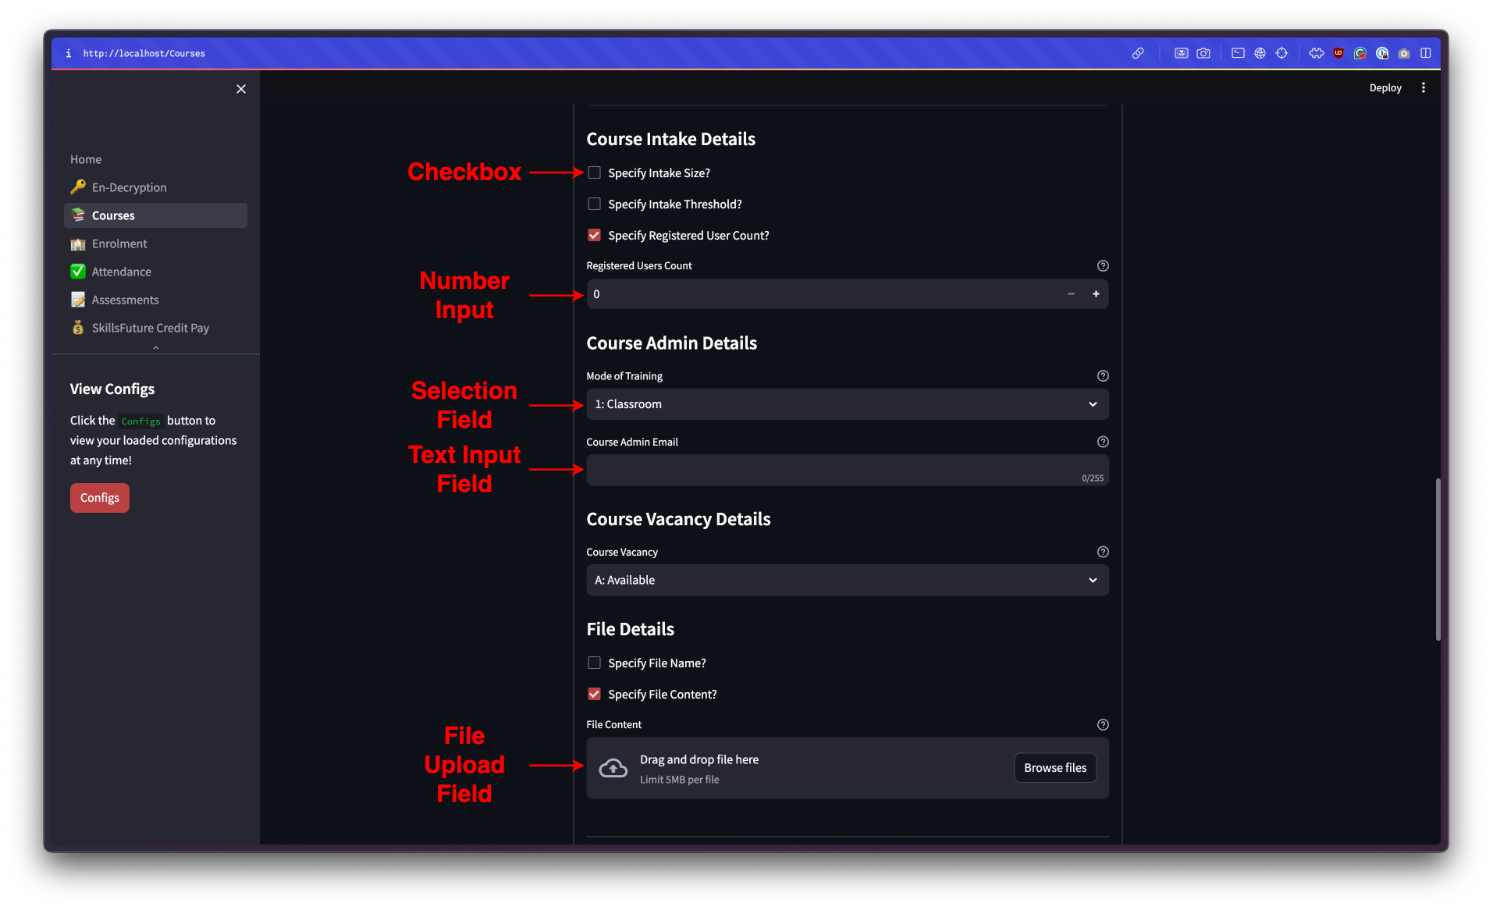 i http://localhost/Courses
Deploy
Home
En-Decryption
Courses
Enrolment
Attendance
Assessments
SkillsFuture Credit Pay
View Configs
Click the Configs button to
view your loaded configurations
at any time!
Configs
Course Intake Details
Checkbox
Specify Intake Size?
Specify Intake Threshold?
Specify Registered User Count?
Registered Users Count
Number
Input
0
Course Admin Details
Mode of Training
Selection
Field
1: Classroom
Course Admin Email
Text Input
Field
0/255
Course Vacancy Details
Course Vacancy
A: Available
File Details
Specify File Name?
Specify File Content?
File Content
File
Upload
Field
Drag and drop file here
Limit 5MB per file
Browse files